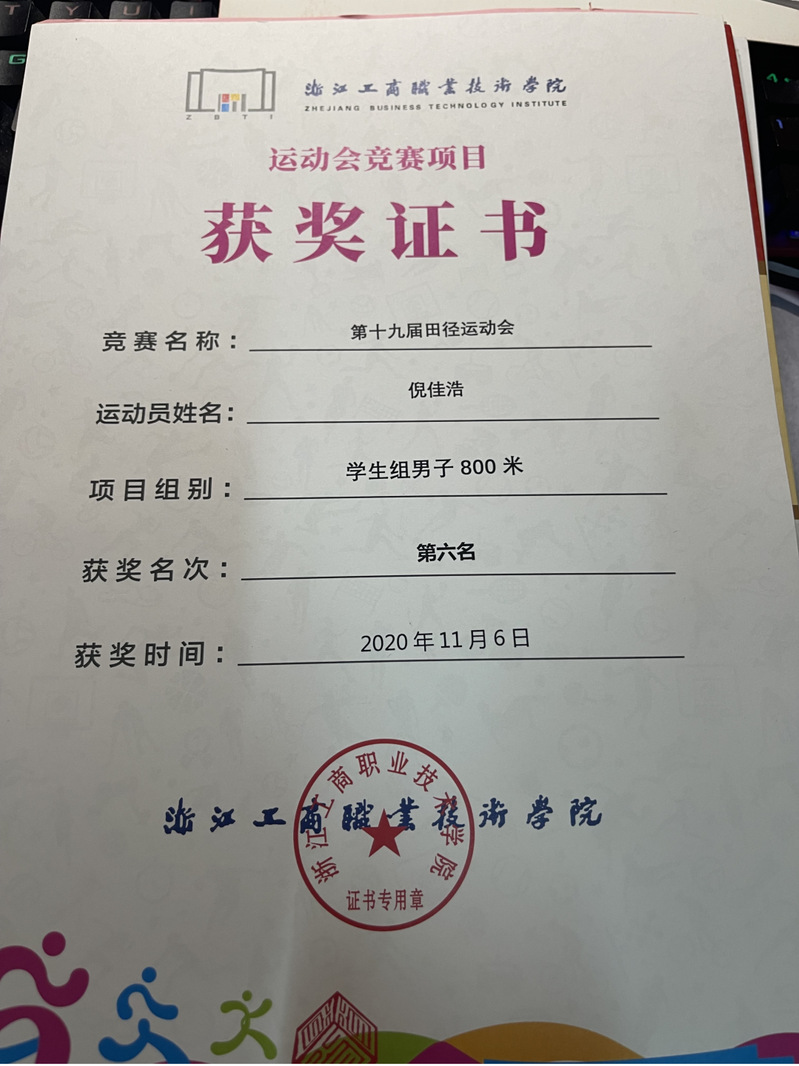 T Y U I
G
浙江工商職業技術學院
ZHEJIANG BUSINESS TECHNOLOGY INSTITUTE
Z B T I
运动会竞赛项目
获奖证书
竞赛名称：第十九届田径运动会
运动员姓名：倪佳浩
项目组别：学生组男子 800 米
获奖名次：第六名
获奖时间：2020 年 11 月 6 日
浙江工商職業技術學院
浙江工商职业技术学院
证书专用章